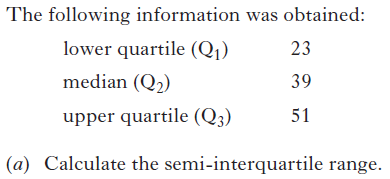 The following information was obtained:
lower quartile (Q₁) 23
median (Q₂) 39
upper quartile (Q₃) 51
(a) Calculate the semi-interquartile range.